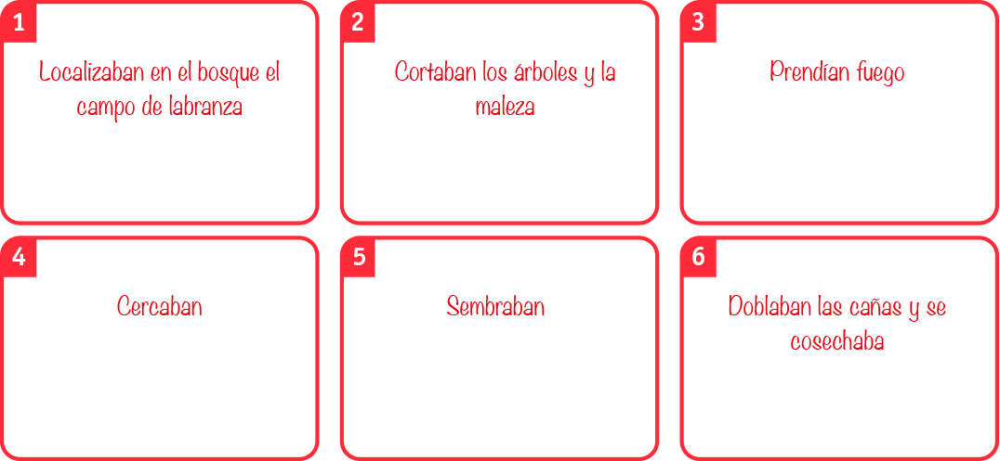 1
Localizaban en el bosque el
campo de labranza
2
Cortaban los árboles y la
maleza
3
Prendían fuego
4
Cercaban
5
Sembraban
6
Doblaban las cañas y se
cosechaba